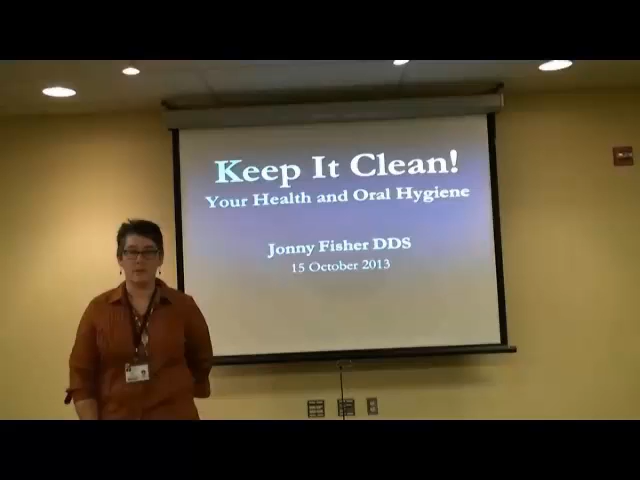 Keep It Clean!
Your Health and Oral Hygiene
Jonny Fisher DDS
15 October 2013